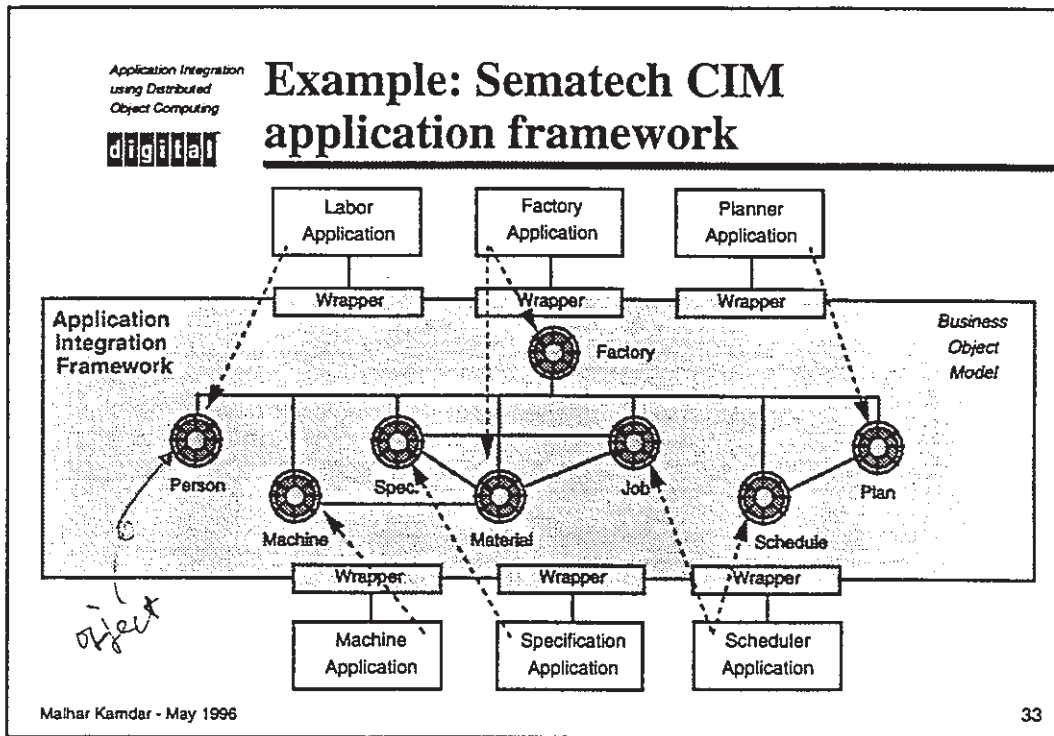 Application Integration
using Distributed
Object Computing
digital
Example: Sematech CIM
application framework
Labor
Application
Factory
Application
Planner
Application
Wrapper
Wrapper
Wrapper
Application
Integration
Framework
Business
Object
Model
Factory
Person
Spec.
Job
Plan
Machine
Material
Schedule
object
Wrapper
Wrapper
Wrapper
Machine
Application
Specification
Application
Scheduler
Application
Malhar Kamdar - May 1996
33